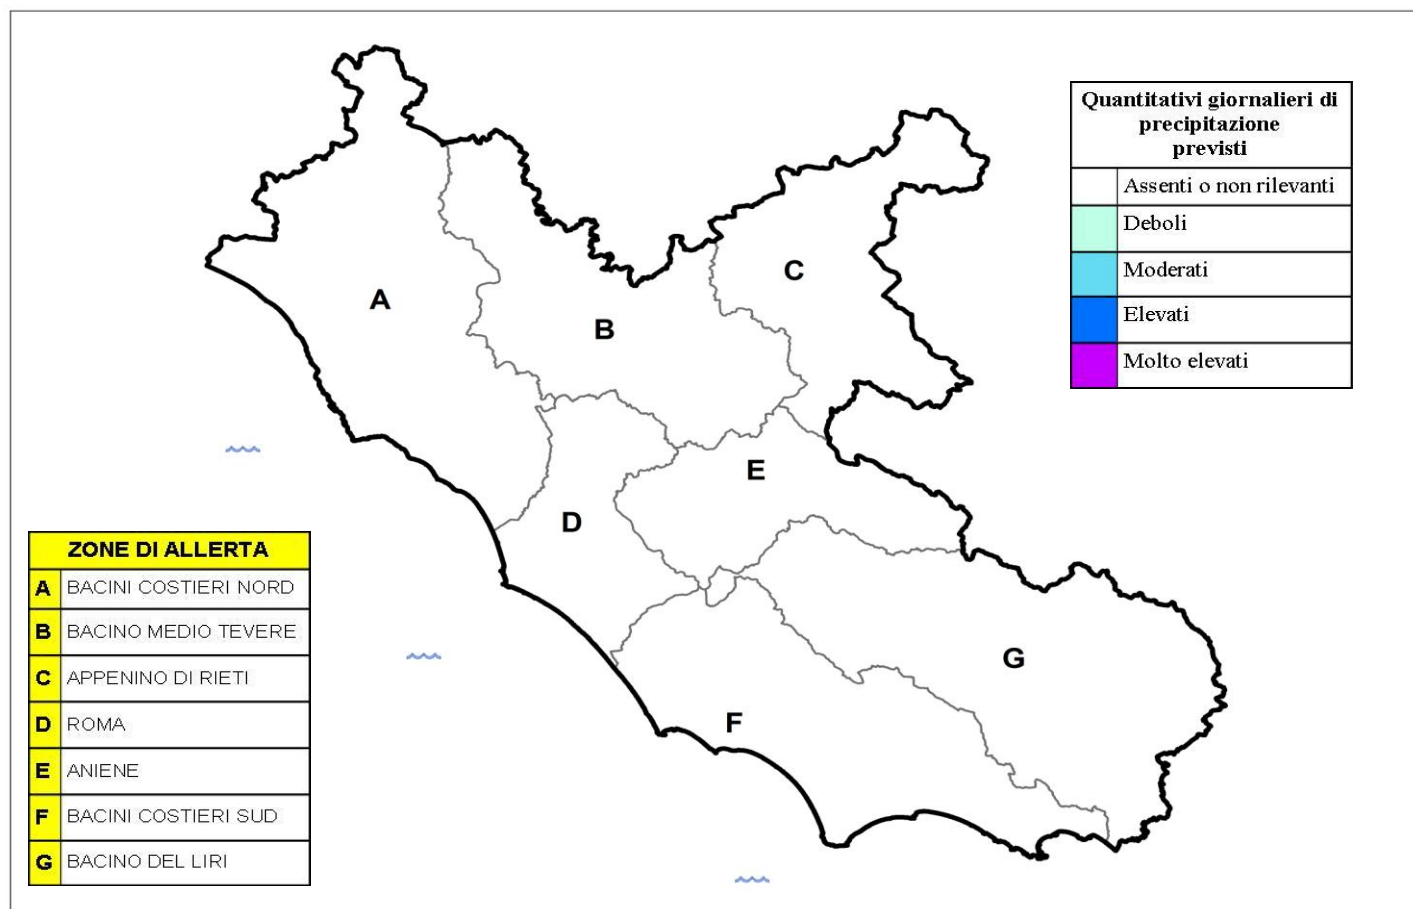 Quantitativi giornalieri di
precipitazione
previsti
Assenti o non rilevanti
Deboli
Moderati
Elevati
Molto elevati
A
B
C
D
E
F
G
ZONE DI ALLERTA
A BACINI COSTIERI NORD
B BACINO MEDIO TEVERE
C APPENINO DI RIETI
D ROMA
E ANIENE
F BACINI COSTIERI SUD
G BACINO DEL LIRI